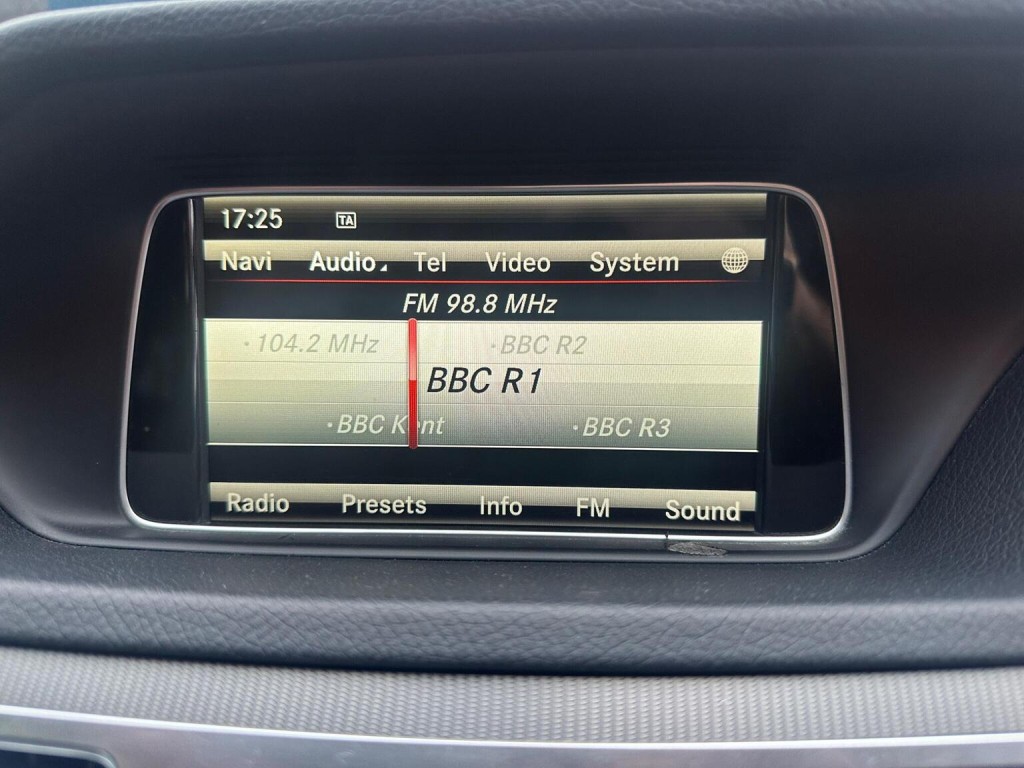 17:25 TA
Navi Audio Tel Video System
FM 98.8 MHz
·104.2 MHz ·BBC R2
BBC R1
·BBC Kent ·BBC R3
Radio Presets Info FM Sound